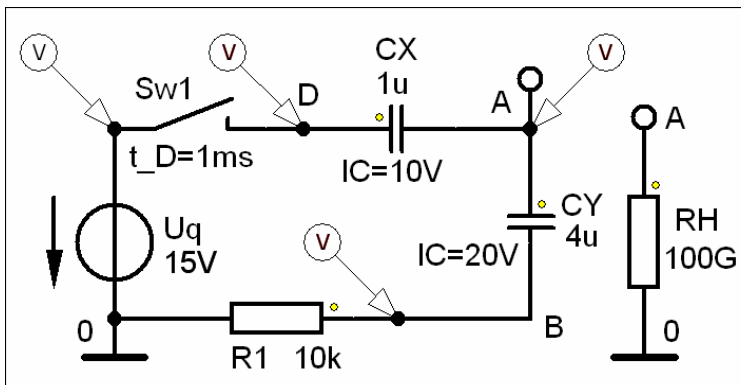 V
V
CX
V
Sw1
D
1u
A
A
t_D=1ms
IC=10V
CY
RH
Uq
V
4u
100G
15V
IC=20V
0
B
0
R1 10k